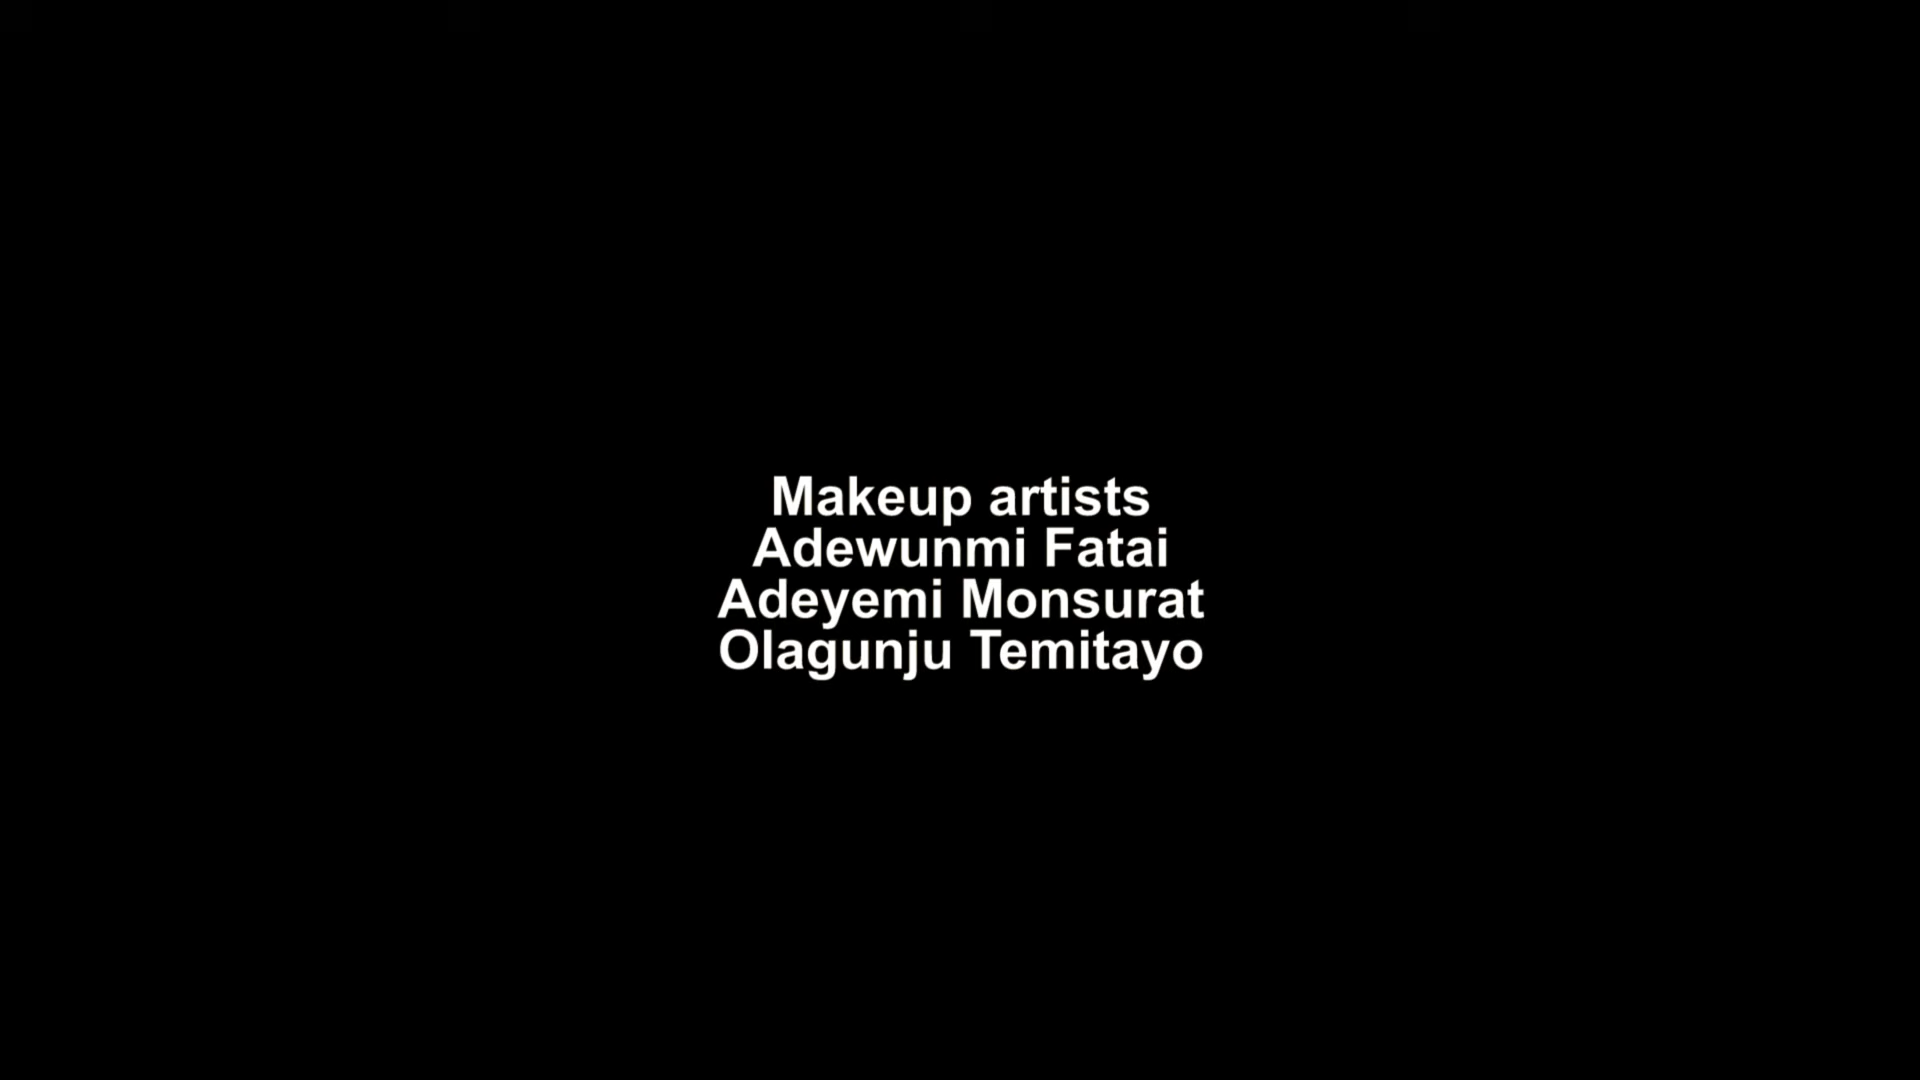 Makeup artists
Adewunmi Fatai
Adeyemi Monsurat
Olagunju Temitayo